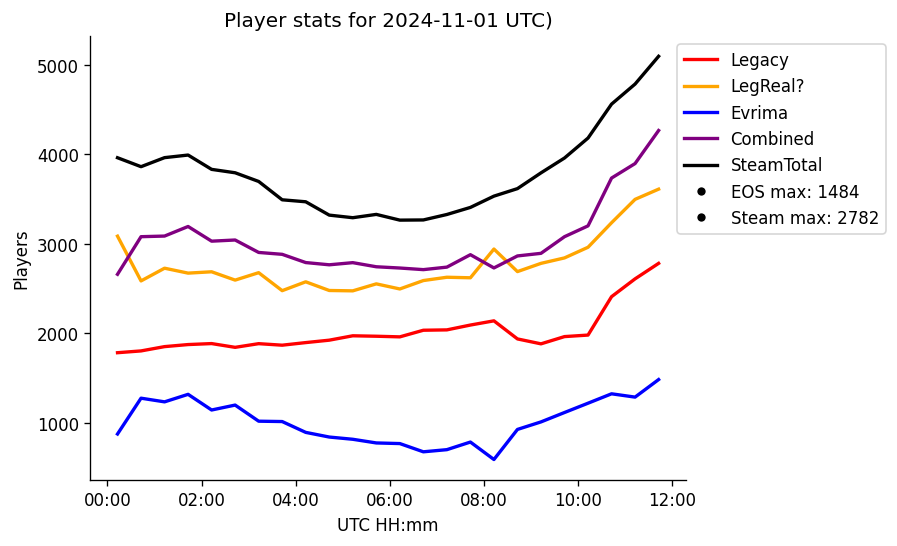 Player stats for 2024-11-01 UTC)
5000
4000
3000
2000
1000
Players
00:00 02:00 04:00 06:00 08:00 10:00 12:00
UTC HH:mm
Legacy
LegReal?
Evrima
Combined
SteamTotal
EOS max: 1484
Steam max: 2782